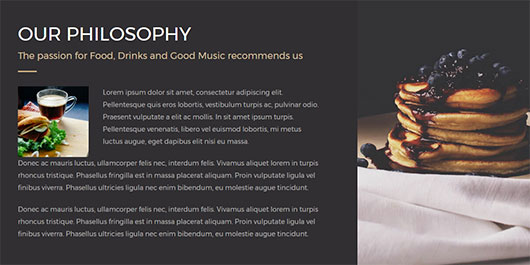 OUR PHILOSOPHY
The passion for Food, Drinks and Good Music recommends us
Lorem ipsum dolor sit amet, consectetur adipiscing elit.
Pellentesque quis eros lobortis, vestibulum turpis ac, pulvinar odio.
Praesent vulputate a elit ac mollis. In sit amet ipsum turpis.
Pellentesque venenatis, libero vel euismod lobortis, mi metus
luctus augue, eget dapibus elit nisi eu massa.
Donec ac mauris luctus, ullamcorper felis nec, interdum felis. Vivamus aliquet lorem in turpis
rhoncus tristique. Phasellus fringilla est in massa placerat aliquam. Proin vulputate ligula vel
finibus viverra. Phasellus ultricies ligula nec enim bibendum, eu molestie augue tincidunt.
Donec ac mauris luctus, ullamcorper felis nec, interdum felis. Vivamus aliquet lorem in turpis
rhoncus tristique. Phasellus fringilla est in massa placerat aliquam. Proin vulputate ligula vel
finibus viverra. Phasellus ultricies ligula nec enim bibendum, eu molestie augue tincidunt.